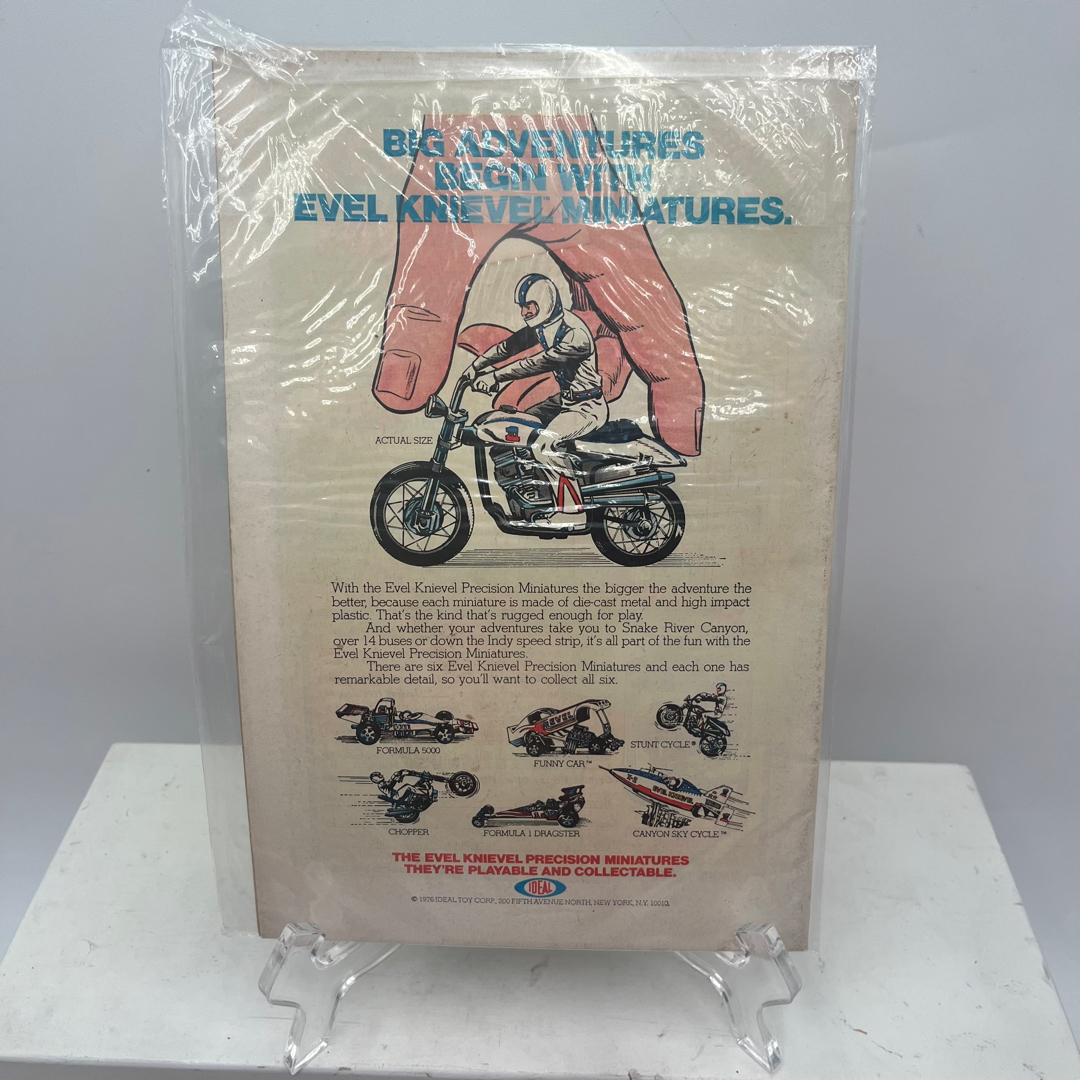 BIG ADVENTURES
BEGIN WITH
EVEL KNIEVEL MINIATURES.
ACTUAL SIZE
With the Evel Knievel Precision Miniatures the bigger the adventure the
better, because each miniature is made of die-cast metal and high impact
plastic. That's the kind that's rugged enough for play.
And whether your adventures take you to Snake River Canyon,
over 14 buses or down the Indy speed strip, it's all part of the fun with the
Evel Knievel Precision Miniatures.
There are six Evel Knievel Precision Miniatures and each one has
remarkable detail, so you'll want to collect all six.
FORMULA 5000
EVEL
FUNNY CAR™
STUNT CYCLE®
CHOPPER
FORMULA 1 DRAGSTER
X-2
EVEL KNIEVEL
CANYON SKY CYCLE™
THE EVEL KNIEVEL PRECISION MINIATURES
THEY'RE PLAYABLE AND COLLECTABLE.
IDEAL
© 1976 IDEAL TOY CORP., 200 FIFTH AVENUE NORTH, NEW YORK, N.Y. 10010.